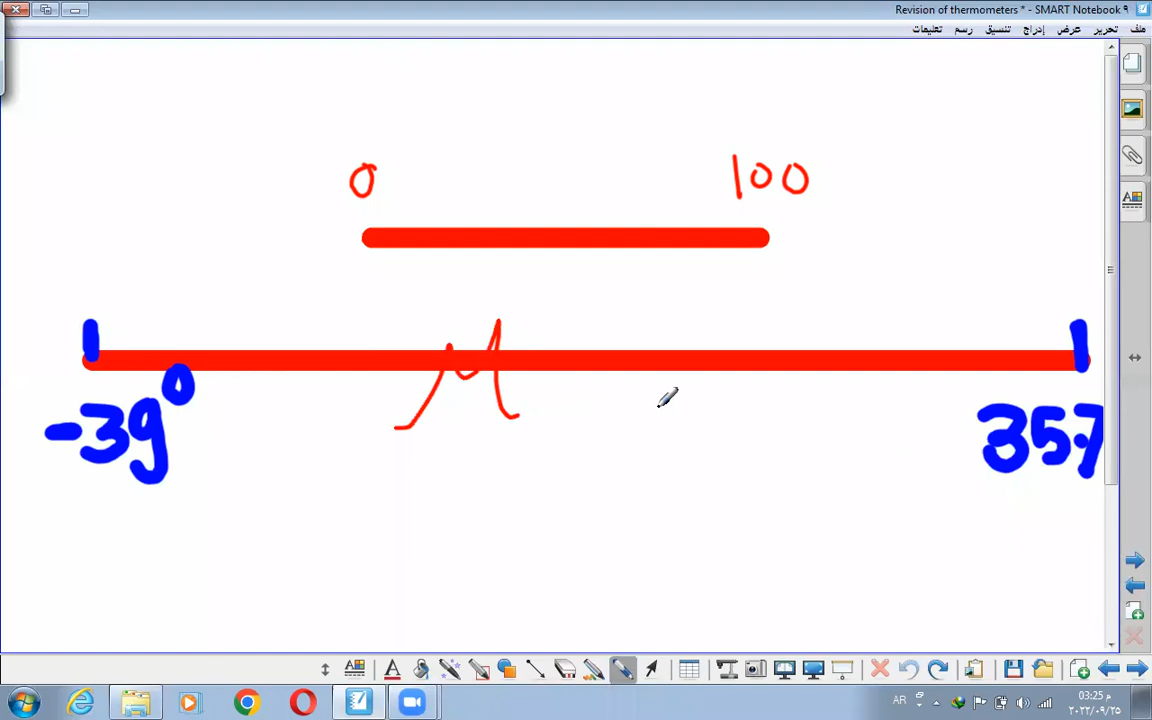 Revision of thermometers * - SMART Notebook ٩
ملف تحرير عرض إدراج تنسيق رسم تعليمات
0 100
M
-39° 357
AR
03:25 م
٢٠٢٢/٠٩/٢٥